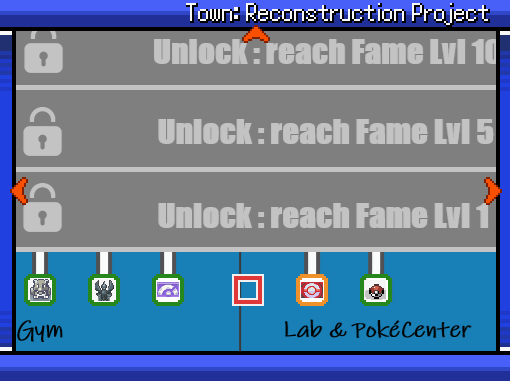 Town: Reconstruction Project
Unlock : reach Fame Lvl 10
Unlock : reach Fame Lvl 5
Unlock : reach Fame Lvl 1
Gym
Lab & PokéCenter